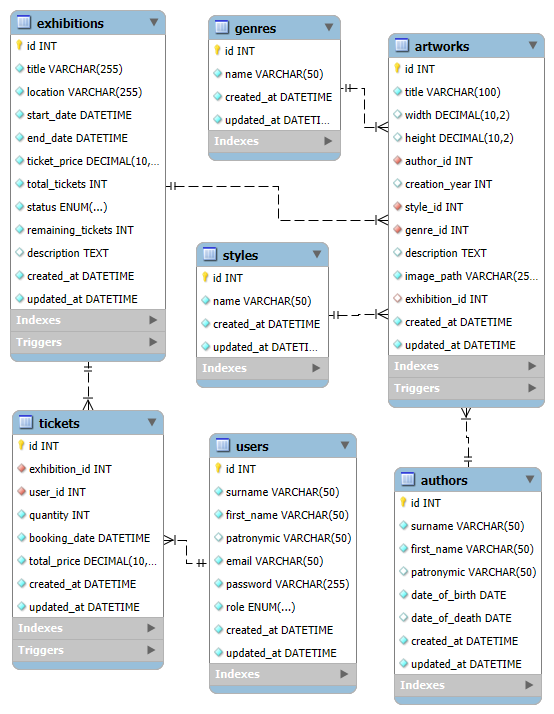 exhibitions
id INT
title VARCHAR(255)
location VARCHAR(255)
start_date DATETIME
end_date DATETIME
ticket_price DECIMAL(10,...
total_tickets INT
status ENUM(...)
remaining_tickets INT
description TEXT
created_at DATETIME
updated_at DATETIME
Indexes
Triggers
genres
id INT
name VARCHAR(50)
created_at DATETIME
updated_at DATETI...
Indexes
artworks
id INT
title VARCHAR(100)
width DECIMAL(10,2)
height DECIMAL(10,2)
author_id INT
creation_year INT
style_id INT
genre_id INT
description TEXT
image_path VARCHAR(25...
exhibition_id INT
created_at DATETIME
updated_at DATETIME
Indexes
Triggers
styles
id INT
name VARCHAR(50)
created_at DATETIME
updated_at DATETI...
Indexes
tickets
id INT
exhibition_id INT
user_id INT
quantity INT
booking_date DATETIME
total_price DECIMAL(10,...
created_at DATETIME
updated_at DATETIME
Indexes
Triggers
users
id INT
surname VARCHAR(50)
first_name VARCHAR(50)
patronymic VARCHAR(50)
email VARCHAR(50)
password VARCHAR(255)
role ENUM(...)
created_at DATETIME
updated_at DATETIME
Indexes
authors
id INT
surname VARCHAR(50)
first_name VARCHAR(50)
patronymic VARCHAR(50)
date_of_birth DATE
date_of_death DATE
created_at DATETIME
updated_at DATETIME
Indexes